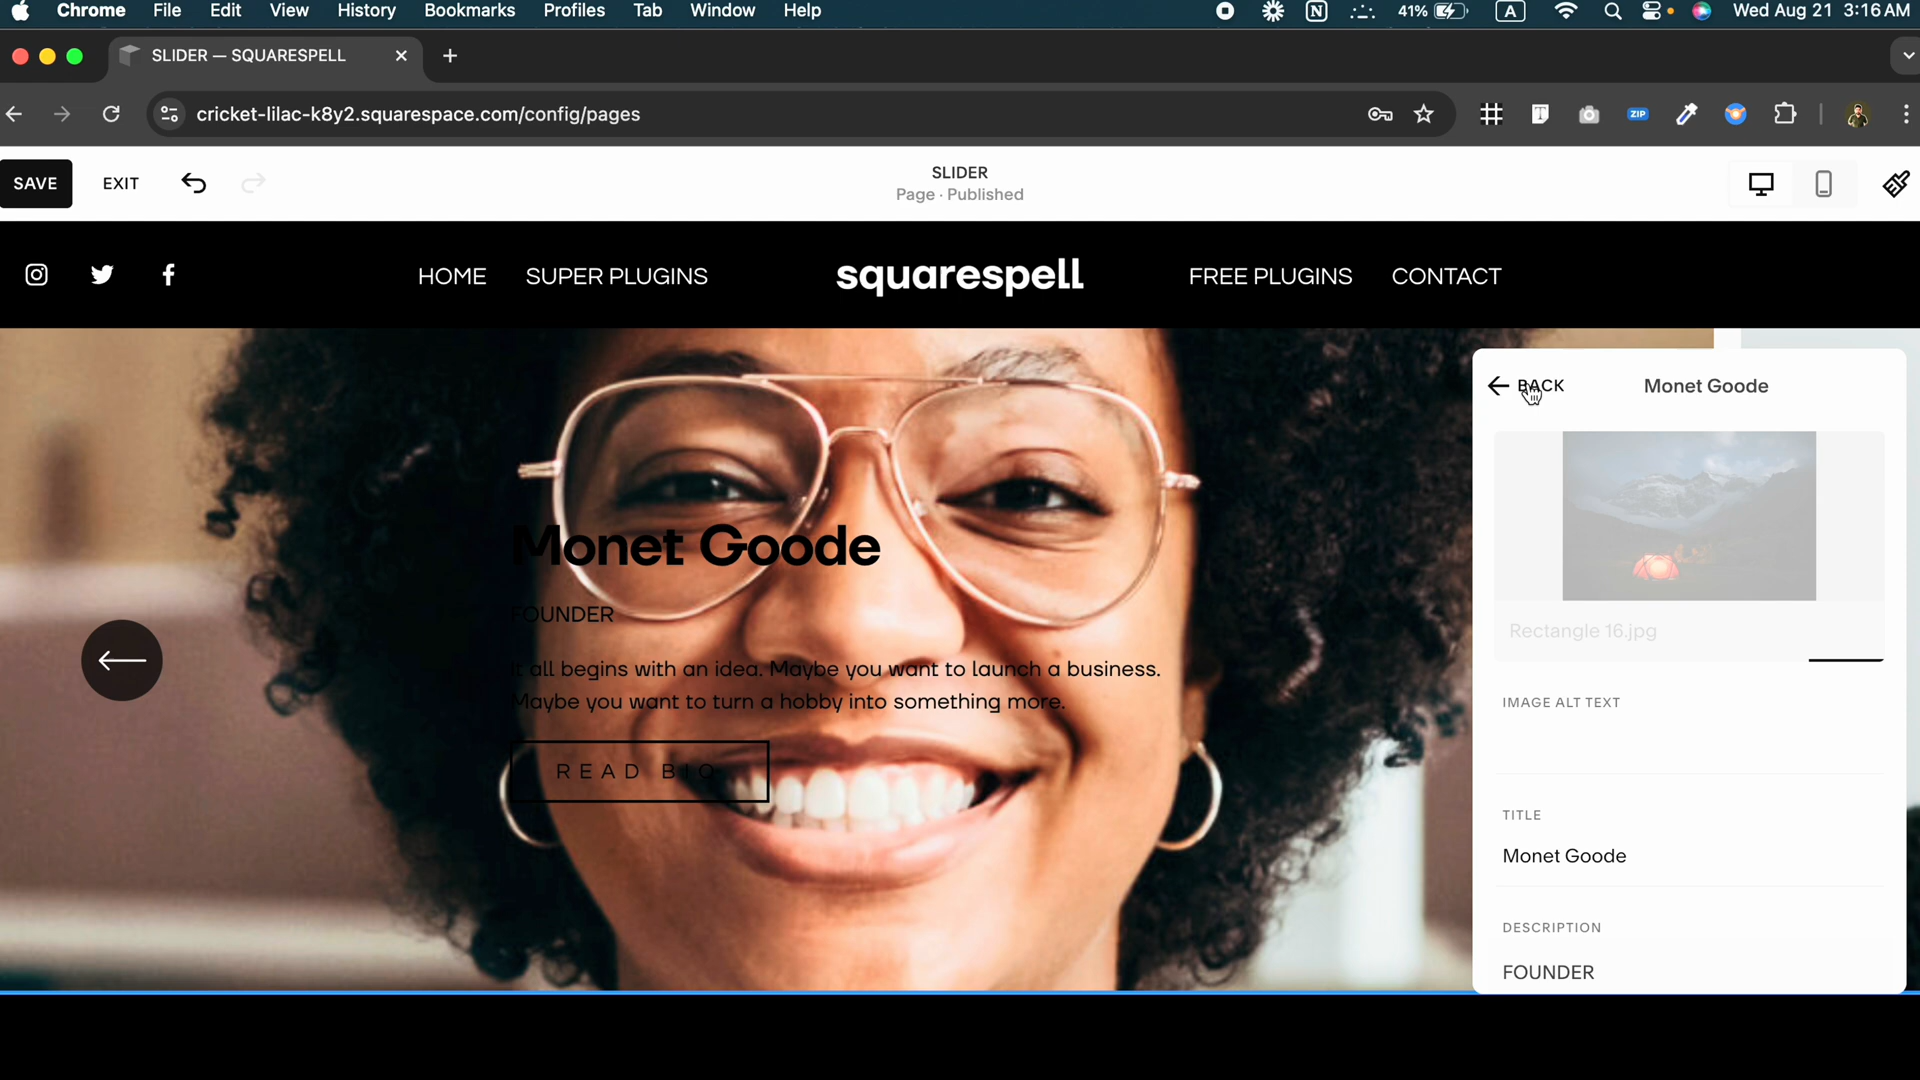 Chrome File Edit View History Bookmarks Profiles Tab Window Help 41% A Wed Aug 21 3:16 AM
SLIDER — SQUARESPELL
cricket-lilac-k8y2.squarespace.com/config/pages
ZIP
SAVE EXIT
SLIDER
Page · Published
HOME SUPER PLUGINS squarespell FREE PLUGINS CONTACT
Monet Goode
FOUNDER
It all begins with an idea. Maybe you want to launch a business.
Maybe you want to turn a hobby into something more.
READ BIO
BACK Monet Goode
Rectangle 16.jpg
IMAGE ALT TEXT
TITLE
Monet Goode
DESCRIPTION
FOUNDER